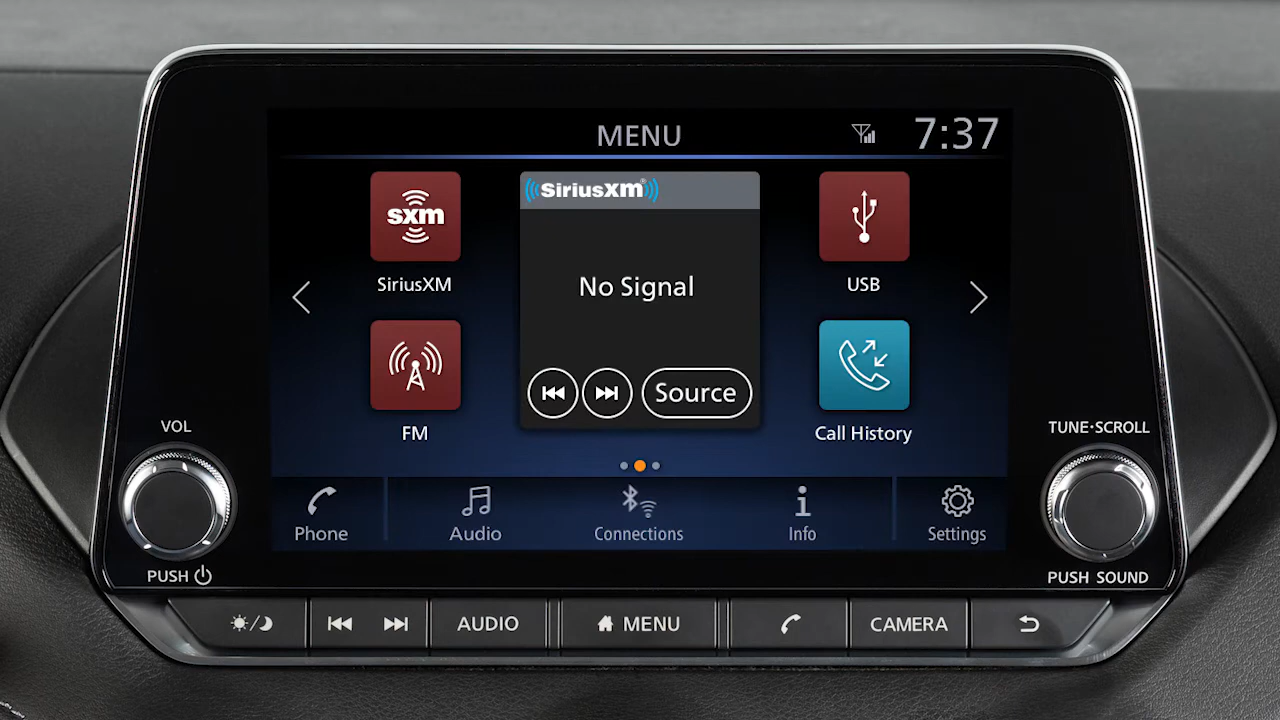 MENU
7:37
SiriusXM®
sxm
SiriusXM
No Signal
USB
FM
Source
Call History
VOL
TUNE·SCROLL
Phone
Audio
Connections
Info
Settings
PUSH
PUSH SOUND
AUDIO
MENU
CAMERA